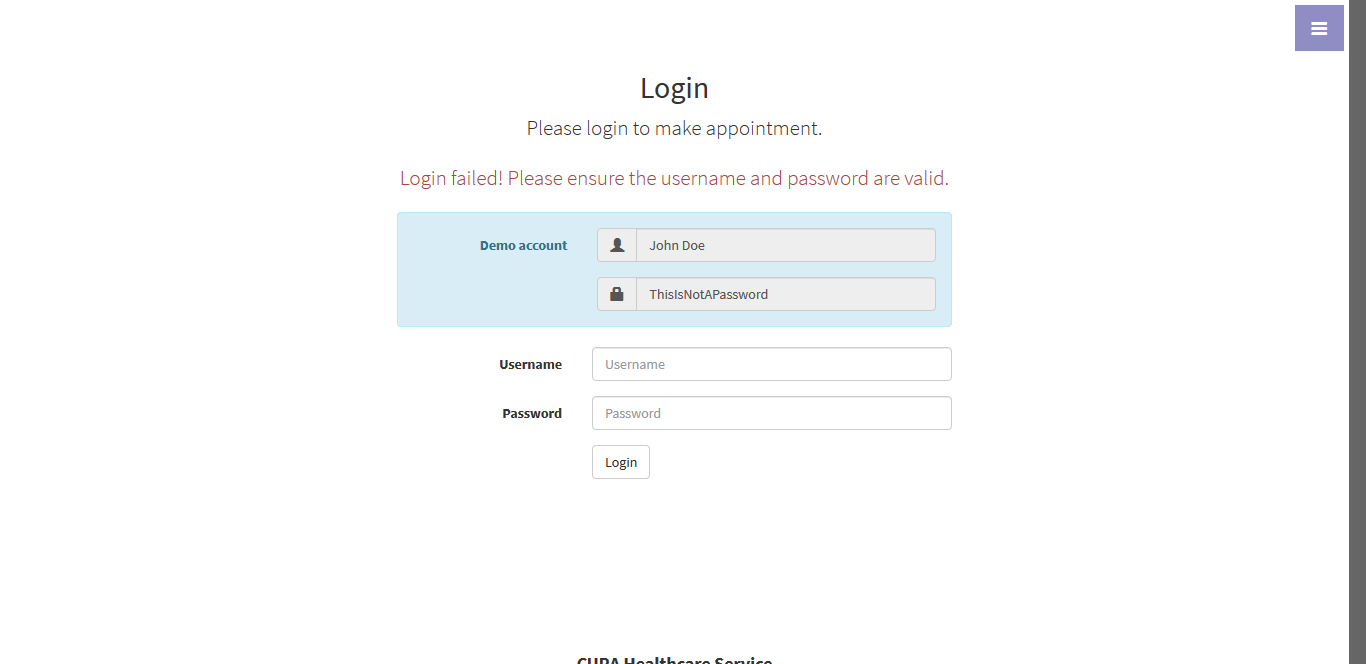 Login
Please login to make appointment.
Login failed! Please ensure the username and password are valid.
Demo account
John Doe
ThisIsNotAPassword
Username
Username
Password
Password
Login
CURA Healthcare Service